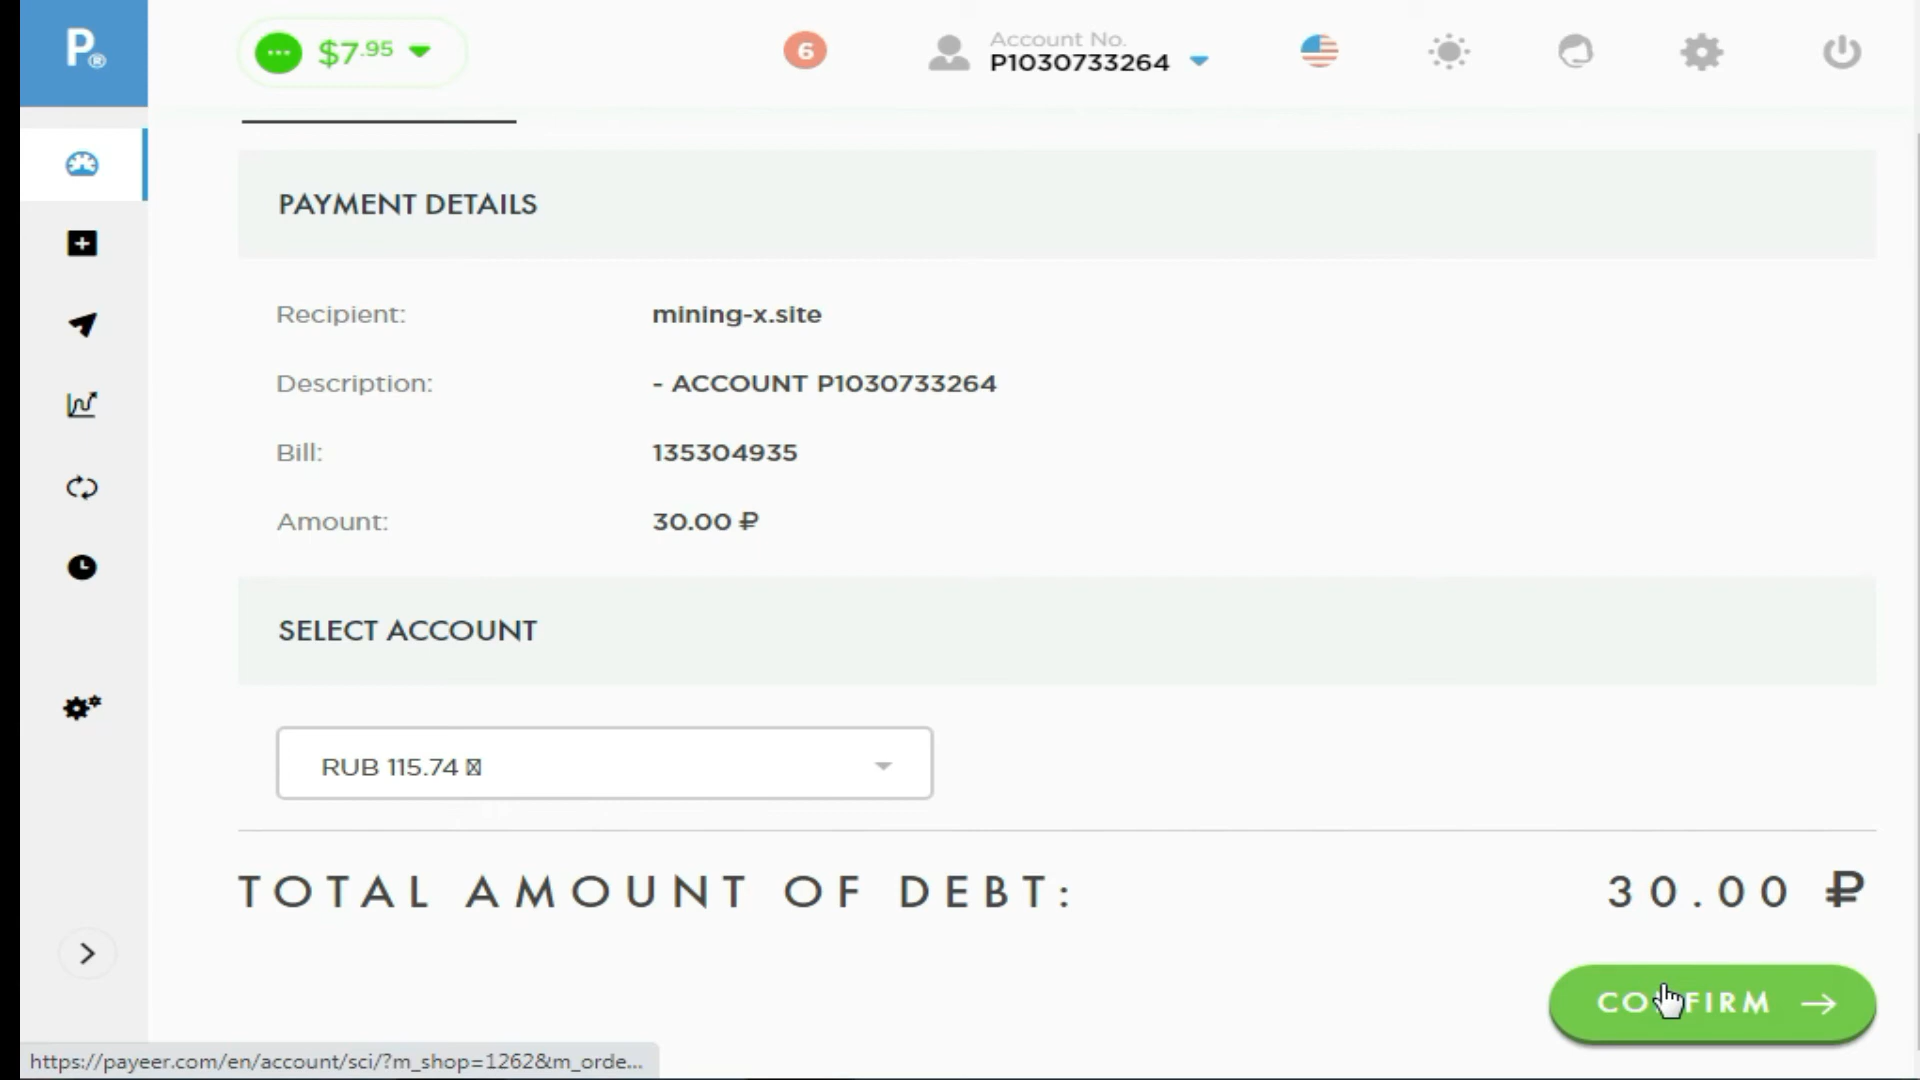 P®
$7.95
6
Account No.
P1030733264
PAYMENT DETAILS
Recipient: mining-x.site
Description: - ACCOUNT P1030733264
Bill: 135304935
Amount: 30.00 ₽
SELECT ACCOUNT
RUB 115.74
TOTAL AMOUNT OF DEBT: 30.00 ₽
CONFIRM
https://payeer.com/en/account/sci/?m_shop=1262&m_orde...